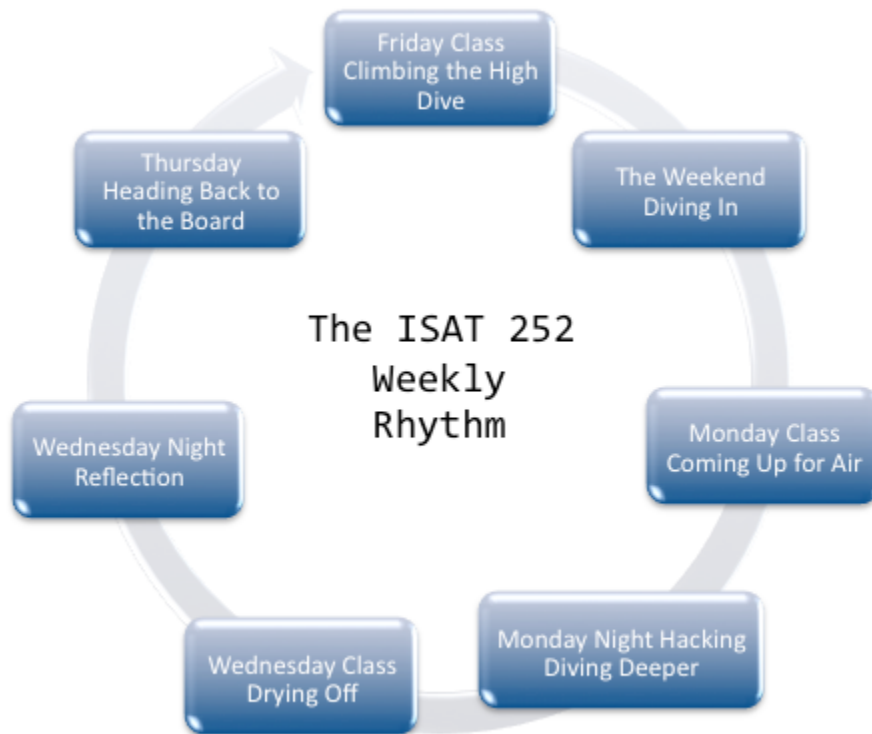 Friday Class
Climbing the High
Dive
The Weekend
Diving In
Monday Class
Coming Up for Air
Monday Night Hacking
Diving Deeper
Wednesday Class
Drying Off
Wednesday Night
Reflection
Thursday
Heading Back to
the Board
The ISAT 252
Weekly
Rhythm